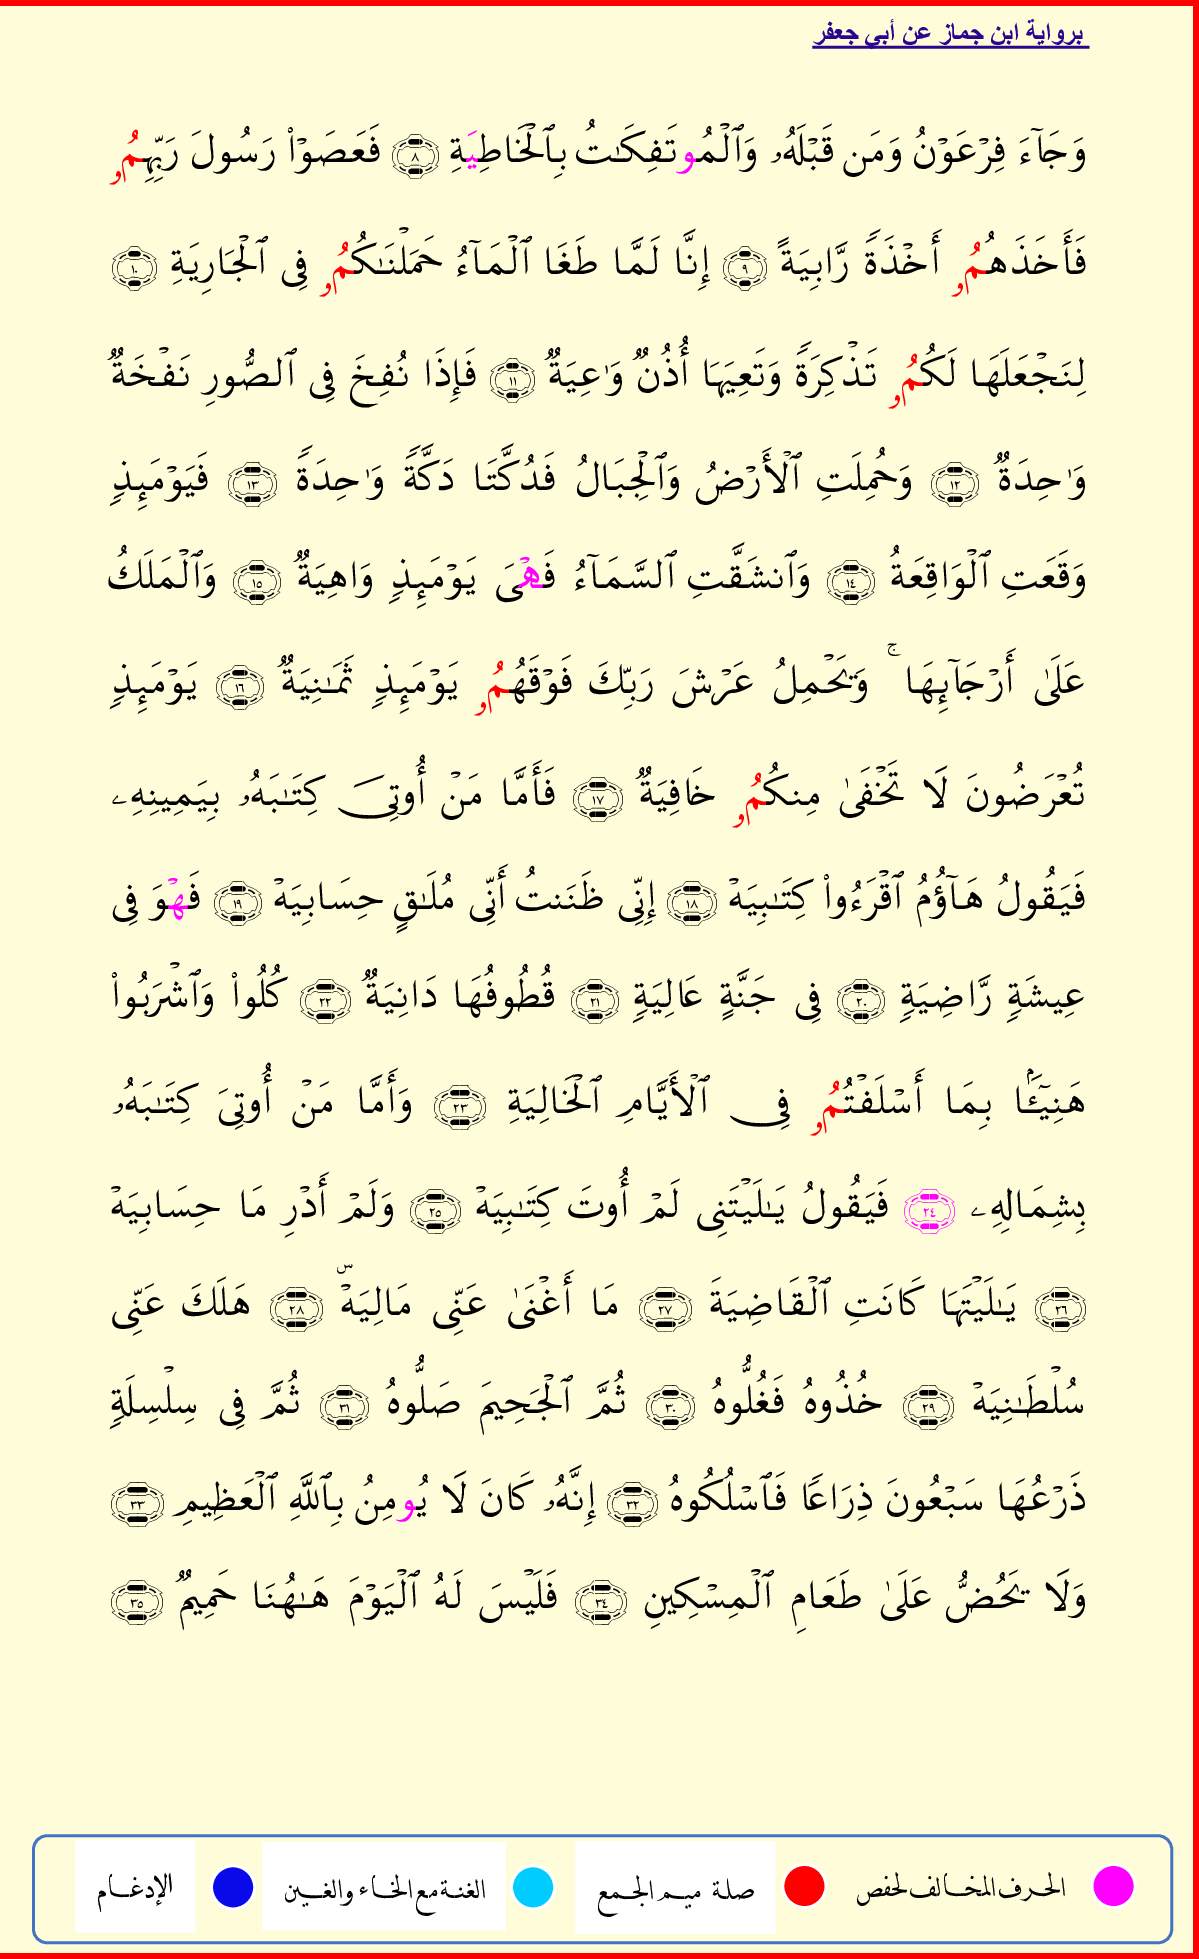 برواية ابن جماز عن أبي جعفر
وَجَآءَ فِرۡعَوۡنُ وَمَن قَبۡلَهُۥ وَٱلۡمُوتَفِكَٰتُ بِٱلۡخَاطِيَةِ ٨ فَعَصَوۡاْ رَسُولَ رَبِّهِمُۥ
فَأَخَذَهُمُۥ أَخۡذَةٗ رَّابِيَةً ٩ إِنَّا لَمَّا طَغَا ٱلۡمَآءُ حَمَلۡنَٰكُمُۥ فِي ٱلۡجَارِيَةِ ١٠
لِنَجۡعَلَهَا لَكُمُۥ تَذۡكِرَةٗ وَتَعِيَهَا أُذُنٞ وَٰعِيَةٞ ١١ فَإِذَا نُفِخَ فِي ٱلصُّورِ نَفۡخَةٞ
وَٰحِدَةٞ ١٢ وَحُمِلَتِ ٱلۡأَرۡضُ وَٱلۡجِبَالُ فَدُكَّتَا دَكَّةٗ وَٰحِدَةٗ ١٣ فَيَوۡمَئِذٖ
وَقَعَتِ ٱلۡوَاقِعَةُ ١٤ وَٱنشَقَّتِ ٱلسَّمَآءُ فَهۡيَ يَوۡمَئِذٖ وَاهِيَةٞ ١٥ وَٱلۡمَلَكُ
عَلَىٰٓ أَرۡجَآئِهَاۚ وَيَحۡمِلُ عَرۡشَ رَبِّكَ فَوۡقَهُمُۥ يَوۡمَئِذٖ ثَمَٰنِيَةٞ ١٦ يَوۡمَئِذٖ
تُعۡرَضُونَ لَا تَخۡفَىٰ مِنكُمُۥ خَافِيَةٞ ١٧ فَأَمَّا مَنۡ أُوتِيَ كِتَٰبَهُۥ بِيَمِينِهِۦ
فَيَقُولُ هَآؤُمُ ٱقۡرَءُواْ كِتَٰبِيَهۡ ١٨ إِنِّي ظَنَنتُ أَنِّي مُلَٰقٍ حِسَابِيَهۡ ١٩ فَهۡوَ فِي
عِيشَةٖ رَّاضِيَةٖ ٢٠ فِي جَنَّةٍ عَالِيَةٖ ٢١ قُطُوفُهَا دَانِيَةٞ ٢٢ كُلُواْ وَٱشۡرَبُواْ
هَنِيٓـَٔۢا بِمَا أَسۡلَفۡتُمُۥ فِي ٱلۡأَيَّامِ ٱلۡخَالِيَةِ ٢٣ وَأَمَّا مَنۡ أُوتِيَ كِتَٰبَهُۥ
بِشِمَالِهِۦ ٢٤ فَيَقُولُ يَٰلَيۡتَنِي لَمۡ أُوتَ كِتَٰبِيَهۡ ٢٥ وَلَمۡ أَدۡرِ مَا حِسَابِيَهۡ
٢٦ يَٰلَيۡتَهَا كَانَتِ ٱلۡقَاضِيَةَ ٢٧ مَا أَغۡنَىٰ عَنِّي مَالِيَهۡۜ ٢٨ هَلَكَ عَنِّي
سُلۡطَٰنِيَهۡ ٢٩ خُذُوهُ فَغُلُّوهُ ٣٠ ثُمَّ ٱلۡجَحِيمَ صَلُّوهُ ٣١ ثُمَّ فِي سِلۡسِلَةٖ
ذَرۡعُهَا سَبۡعُونَ ذِرَاعٗا فَٱسۡلُكُوهُ ٣٢ إِنَّهُۥ كَانَ لَا يُومِنُ بِٱللَّهِ ٱلۡعَظِيمِ ٣٣
وَلَا يَحُضُّ عَلَىٰ طَعَامِ ٱلۡمِسۡكِينِ ٣٤ فَلَيۡسَ لَهُ ٱلۡيَوۡمَ هَٰهُنَا حَمِيمٞ ٣٥
الحرف المخالف لحفص صلة ميم الجمع الغنة مع الخاء والغين الإدغام